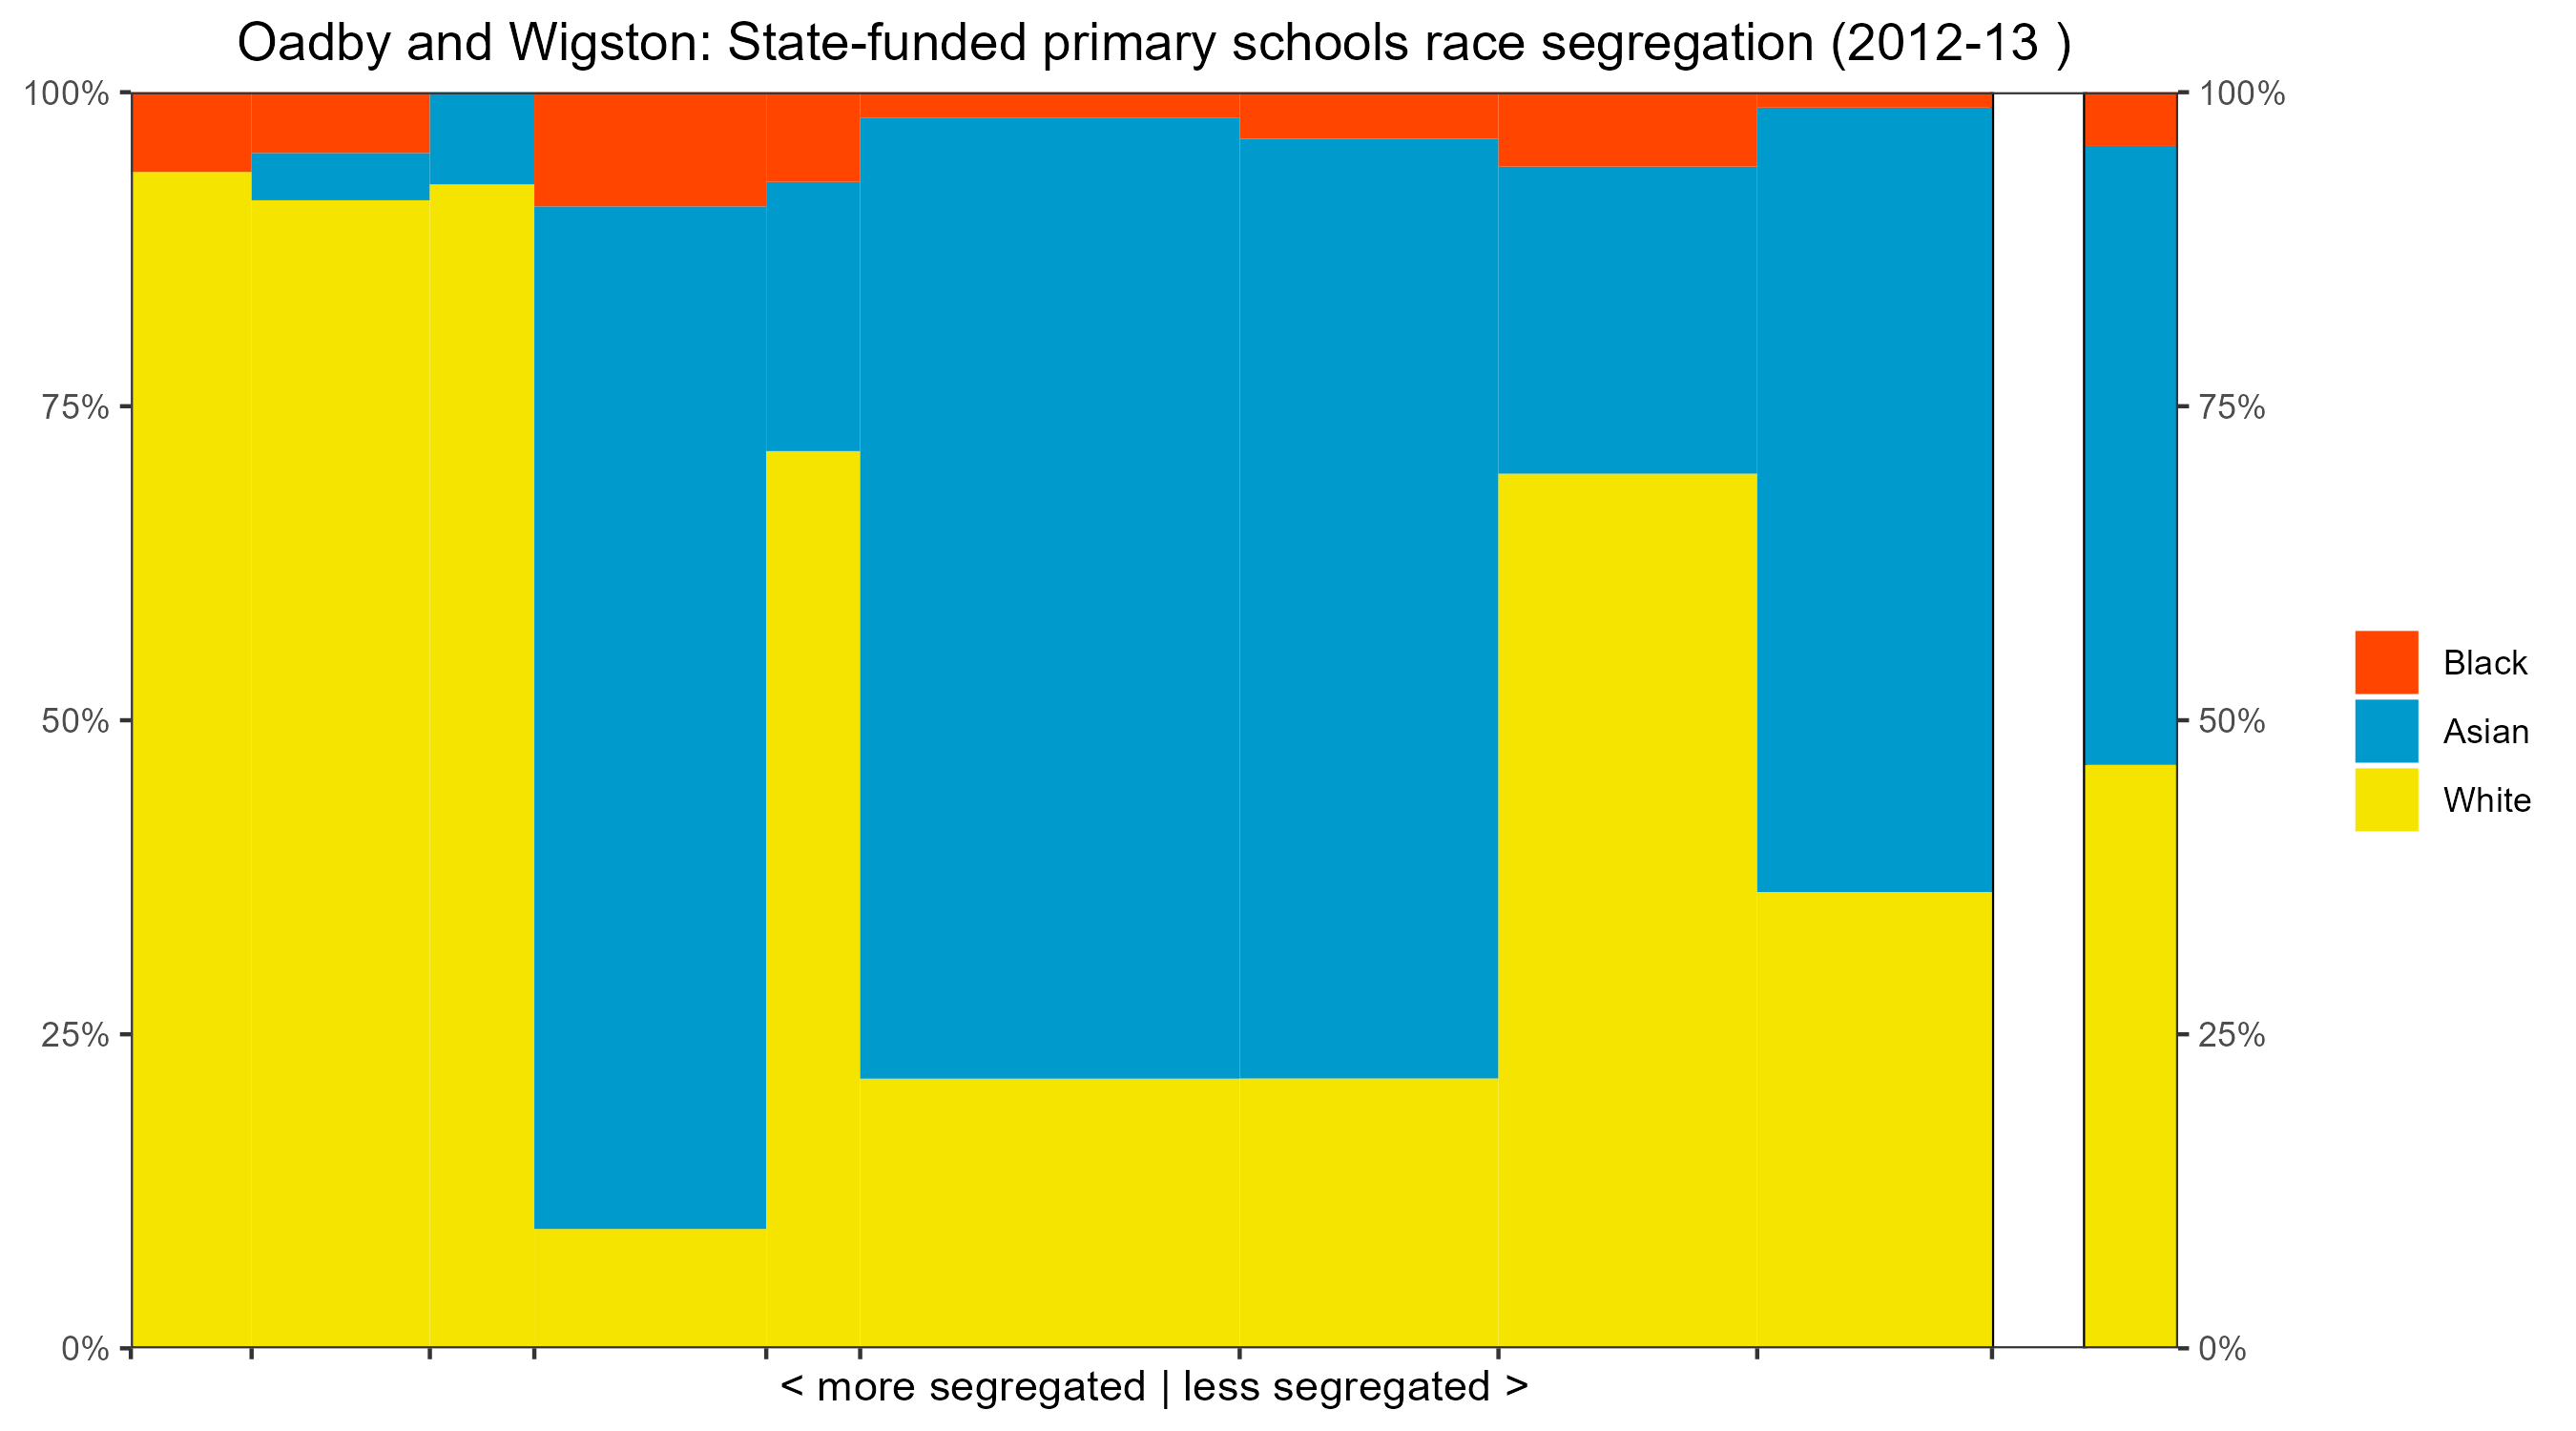 Oadby and Wigston: State-funded primary schools race segregation (2012-13 )
100%
75%
50%
25%
0%
100%
75%
50%
25%
0%
Black
Asian
White
< more segregated | less segregated >